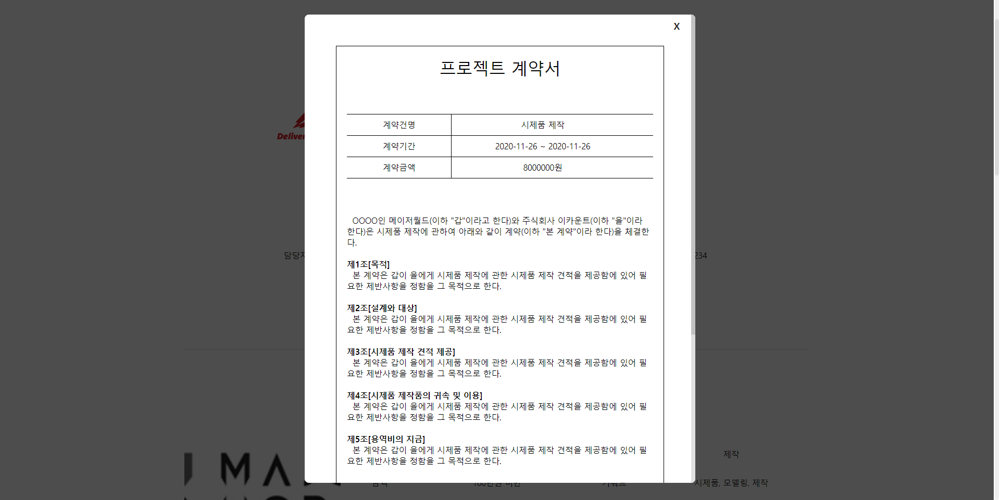 X
프로젝트 계약서
계약건명 시제품 제작
계약기간 2020-11-26 ~ 2020-11-26
계약금액 8000000원
OOOO인 메이저월드(이하 "갑"이라고 한다)와 주식회사 이카운트(이하 "을"이라
한다)은 시제품 제작에 관하여 아래와 같이 계약(이하 "본 계약"이라 한다)을 체결한
다.
담당자
234
제1조[목적]
본 계약은 갑이 을에게 시제품 제작에 관한 시제품 제작 견적을 제공함에 있어 필
요한 제반사항을 정함을 그 목적으로 한다.
제2조[설계와 대상]
본 계약은 갑이 을에게 시제품 제작에 관한 시제품 제작 견적을 제공함에 있어 필
요한 제반사항을 정함을 그 목적으로 한다.
제3조[시제품 제작 견적 제공]
본 계약은 갑이 을에게 시제품 제작에 관한 시제품 제작 견적을 제공함에 있어 필
요한 제반사항을 정함을 그 목적으로 한다.
제4조[시제품 제작품의 귀속 및 이용]
본 계약은 갑이 을에게 시제품 제작에 관한 시제품 제작 견적을 제공함에 있어 필
요한 제반사항을 정함을 그 목적으로 한다.
제5조[용역비의 지금]
본 계약은 갑이 을에게 시제품 제작에 관한 시제품 제작 견적을 제공함에 있어 필
요한 제반사항을 정함을 그 목적으로 한다.
제작
시제품, 모델링, 제작